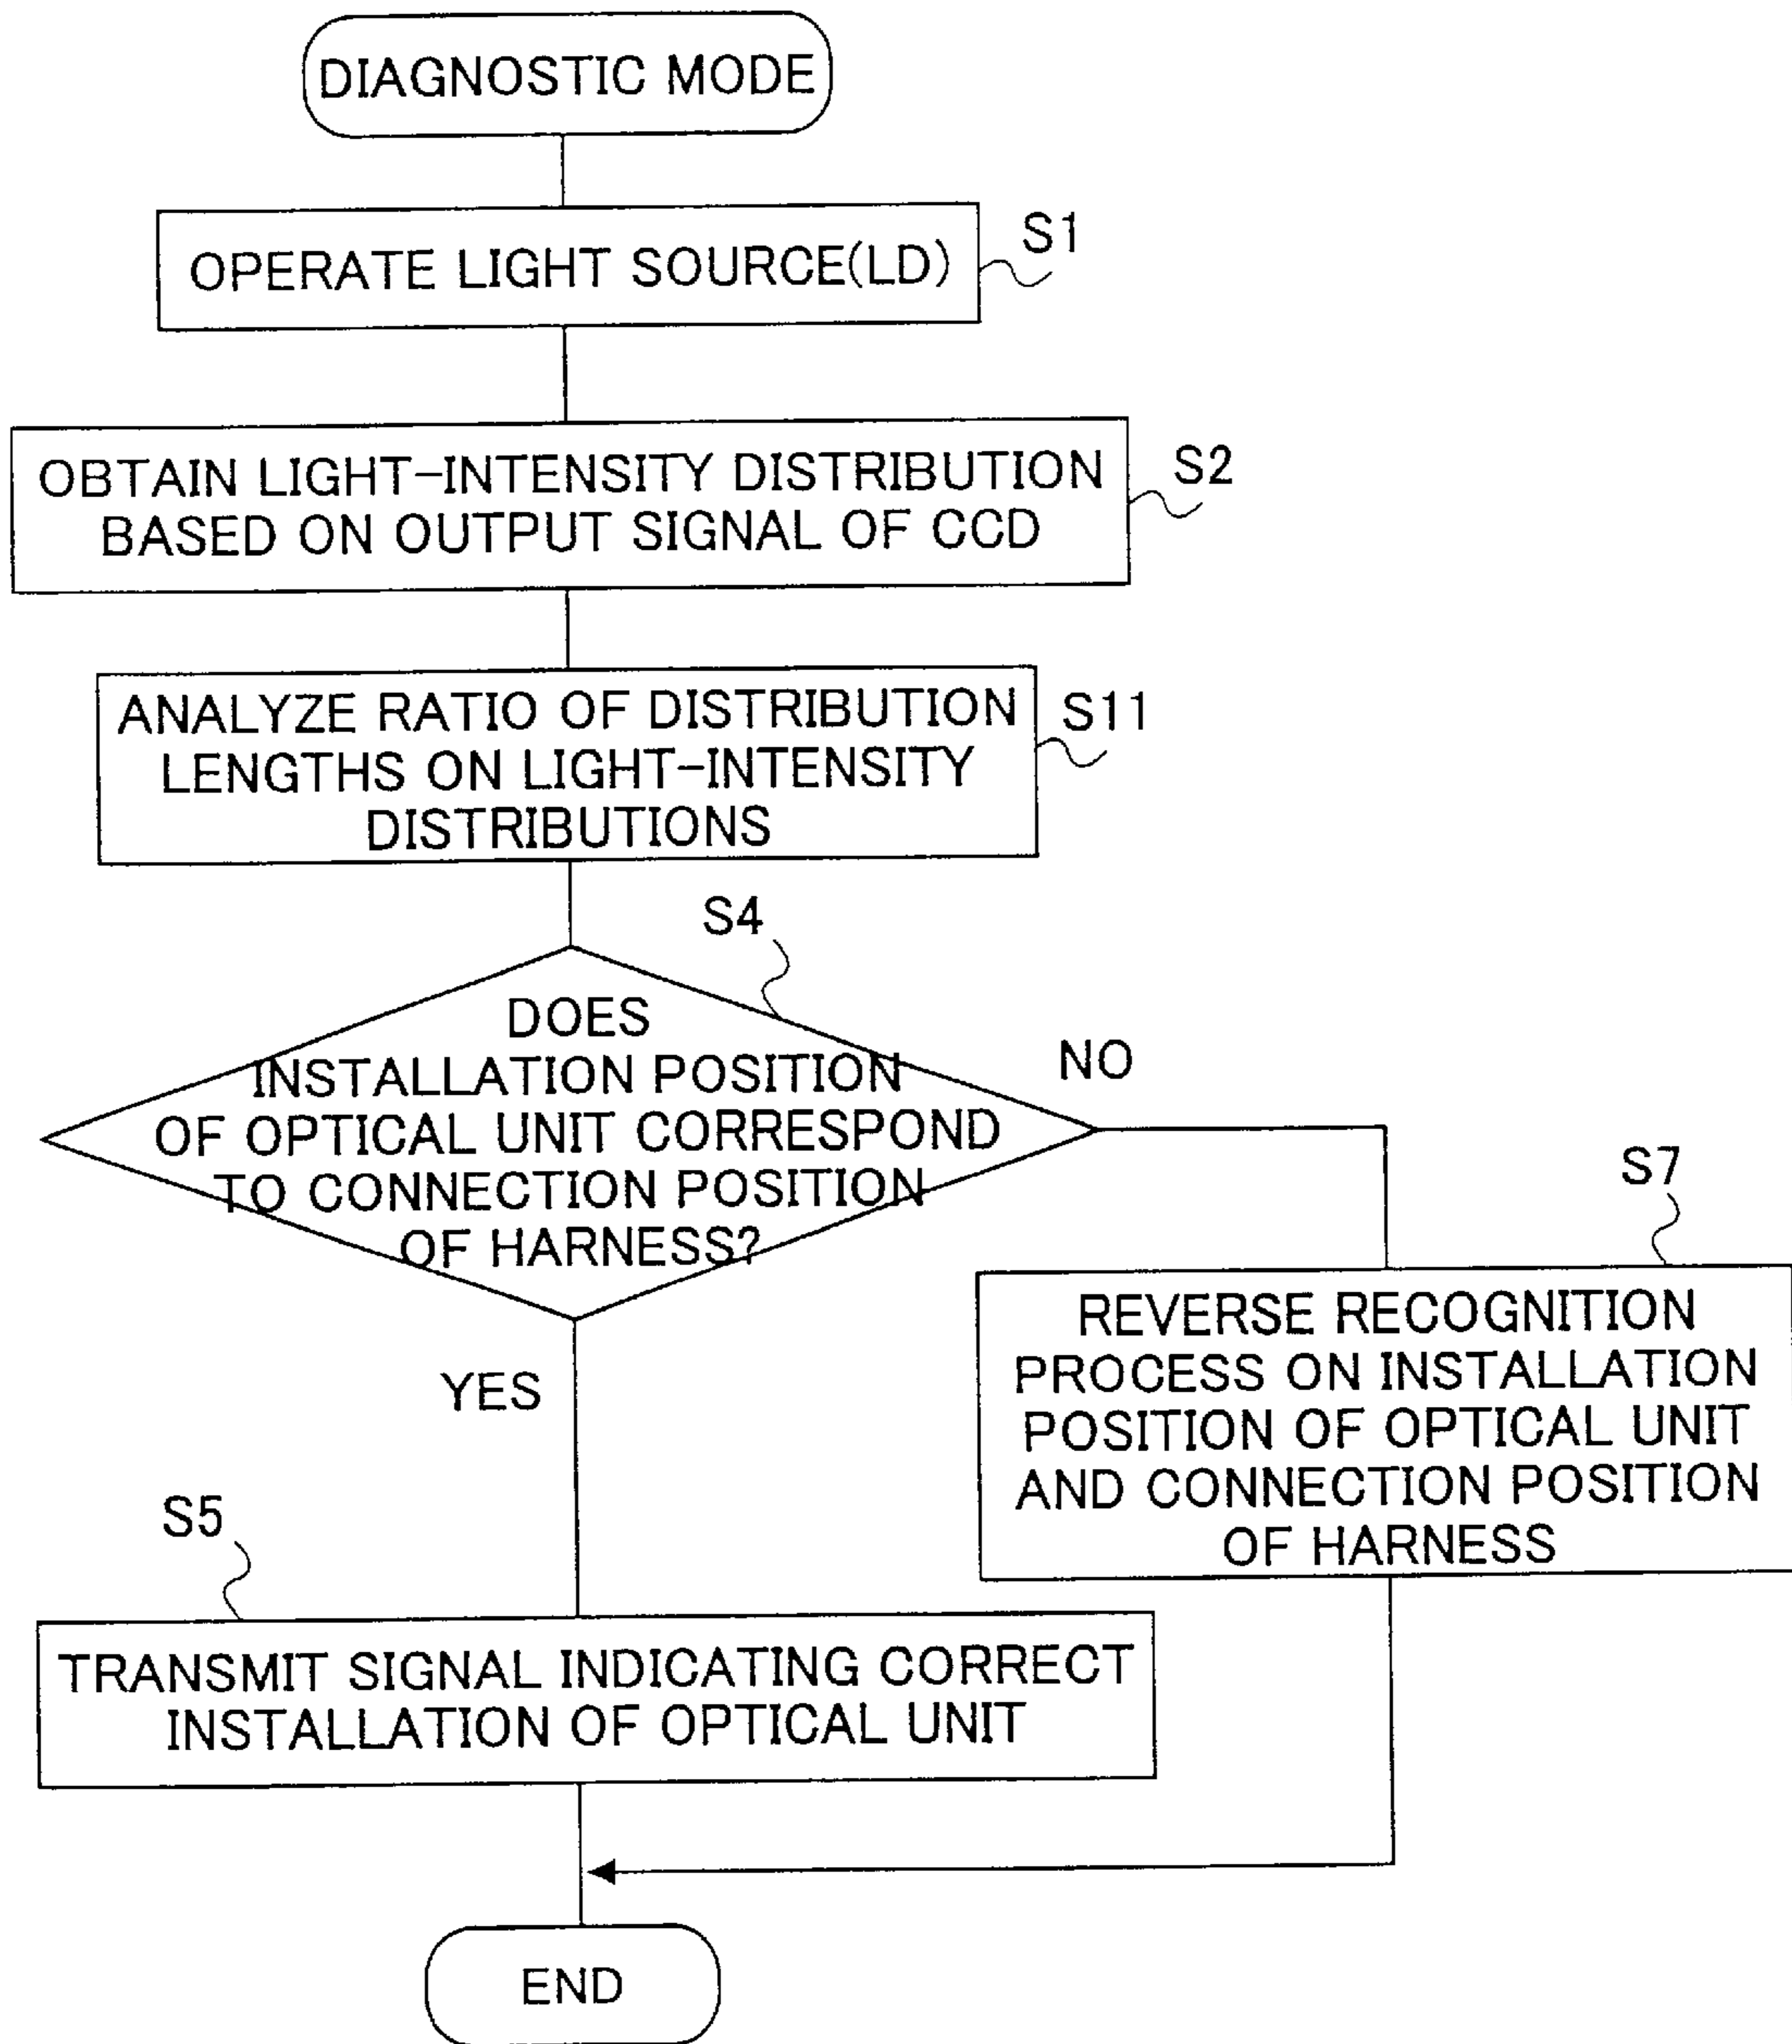 DIAGNOSTIC MODE
OPERATE LIGHT SOURCE(LD)
S1
OBTAIN LIGHT-INTENSITY DISTRIBUTION
BASED ON OUTPUT SIGNAL OF CCD
S2
ANALYZE RATIO OF DISTRIBUTION
LENGTHS ON LIGHT-INTENSITY
DISTRIBUTIONS
S11
S4
DOES
INSTALLATION POSITION
OF OPTICAL UNIT CORRESPOND
TO CONNECTION POSITION
OF HARNESS?
NO
YES
S7
REVERSE RECOGNITION
PROCESS ON INSTALLATION
POSITION OF OPTICAL UNIT
AND CONNECTION POSITION
OF HARNESS
S5
TRANSMIT SIGNAL INDICATING CORRECT
INSTALLATION OF OPTICAL UNIT
END